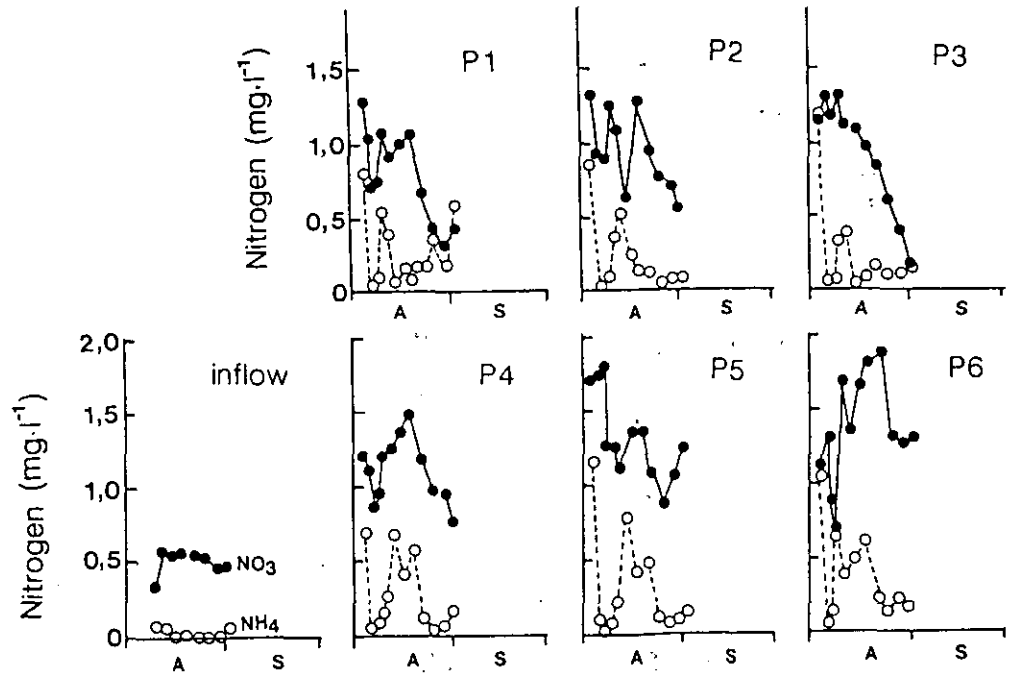 Nitrogen (mg·l⁻¹)
1,5
1,0
0,5
0
P1
A
S
P2
A
S
P3
A
S
Nitrogen (mg·l⁻¹)
2,0
1,5
1,0
0,5
0
inflow
NO₃
NH₄
A
S
P4
A
S
P5
A
S
P6
A
S